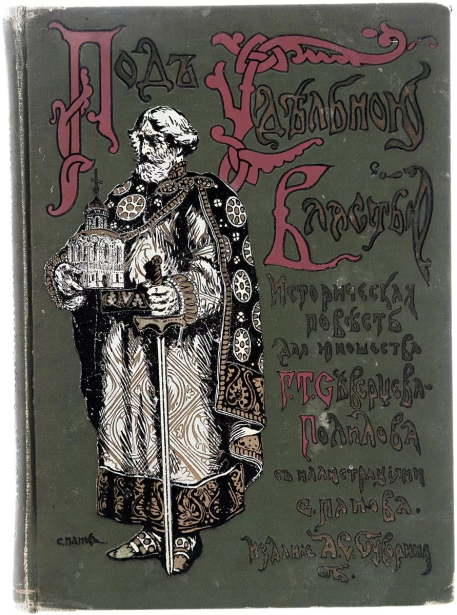 Подъ
Удѣльною
Властью
Историческая
повѣсть
для юношества
Г.Т. Сѣверцева-
Полилова
съ иллюстрацiями
С. Панова.
Изданiе А.С. Суворина
С. Пановъ